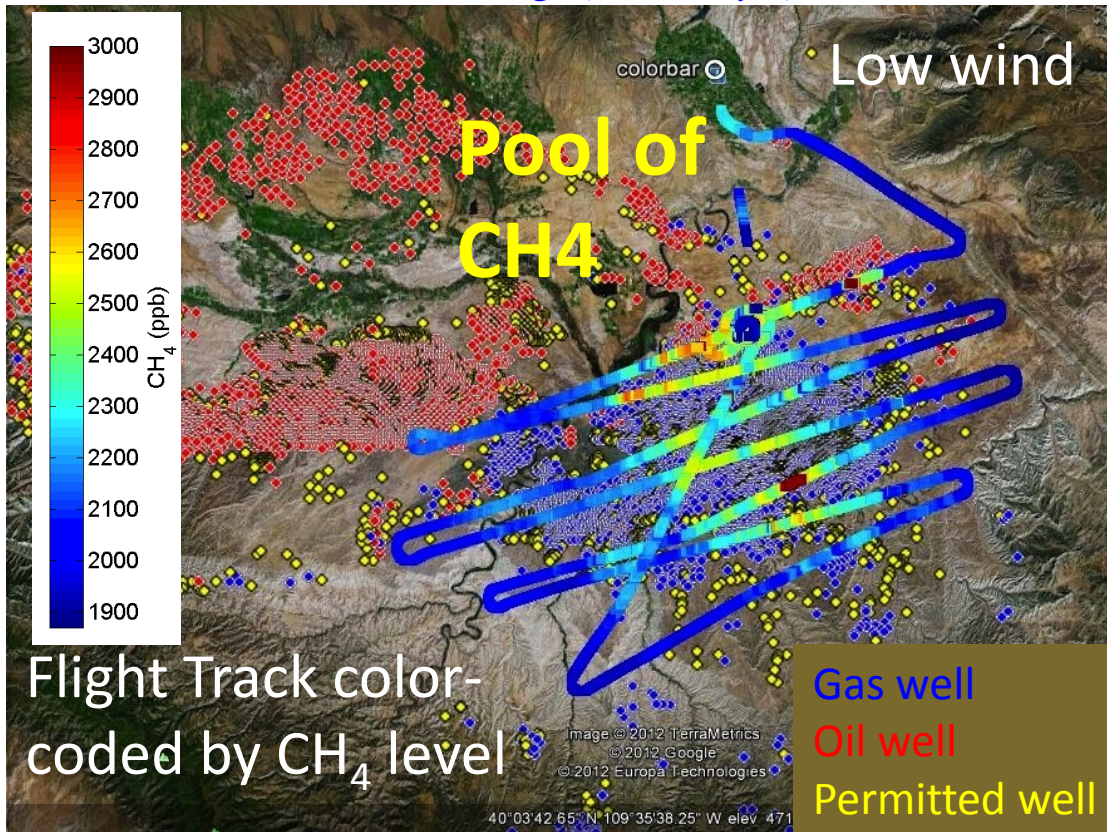 3000
2900
2800
2700
2600
2500
2400
2300
2200
2100
2000
1900
CH₄ (ppb)
colorbar
Low wind
Pool of
CH4
Flight Track color-
coded by CH₄ level
Image © 2012 TerraMetrics
© 2012 Google
© 2012 Europa Technologies
Gas well
Oil well
Permitted well
40°03'42.65" N 109°35'38.25" W elev 471